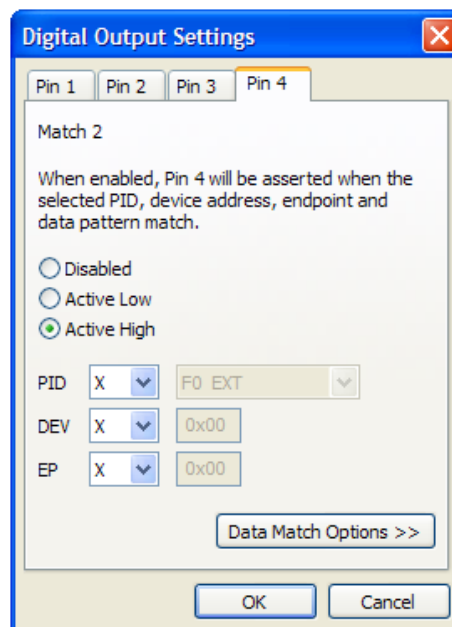 Digital Output Settings
Pin 1 Pin 2 Pin 3 Pin 4
Match 2
When enabled, Pin 4 will be asserted when the
selected PID, device address, endpoint and
data pattern match.
Disabled
Active Low
Active High
PID X F0 EXT
DEV X 0x00
EP X 0x00
Data Match Options >>
OK Cancel